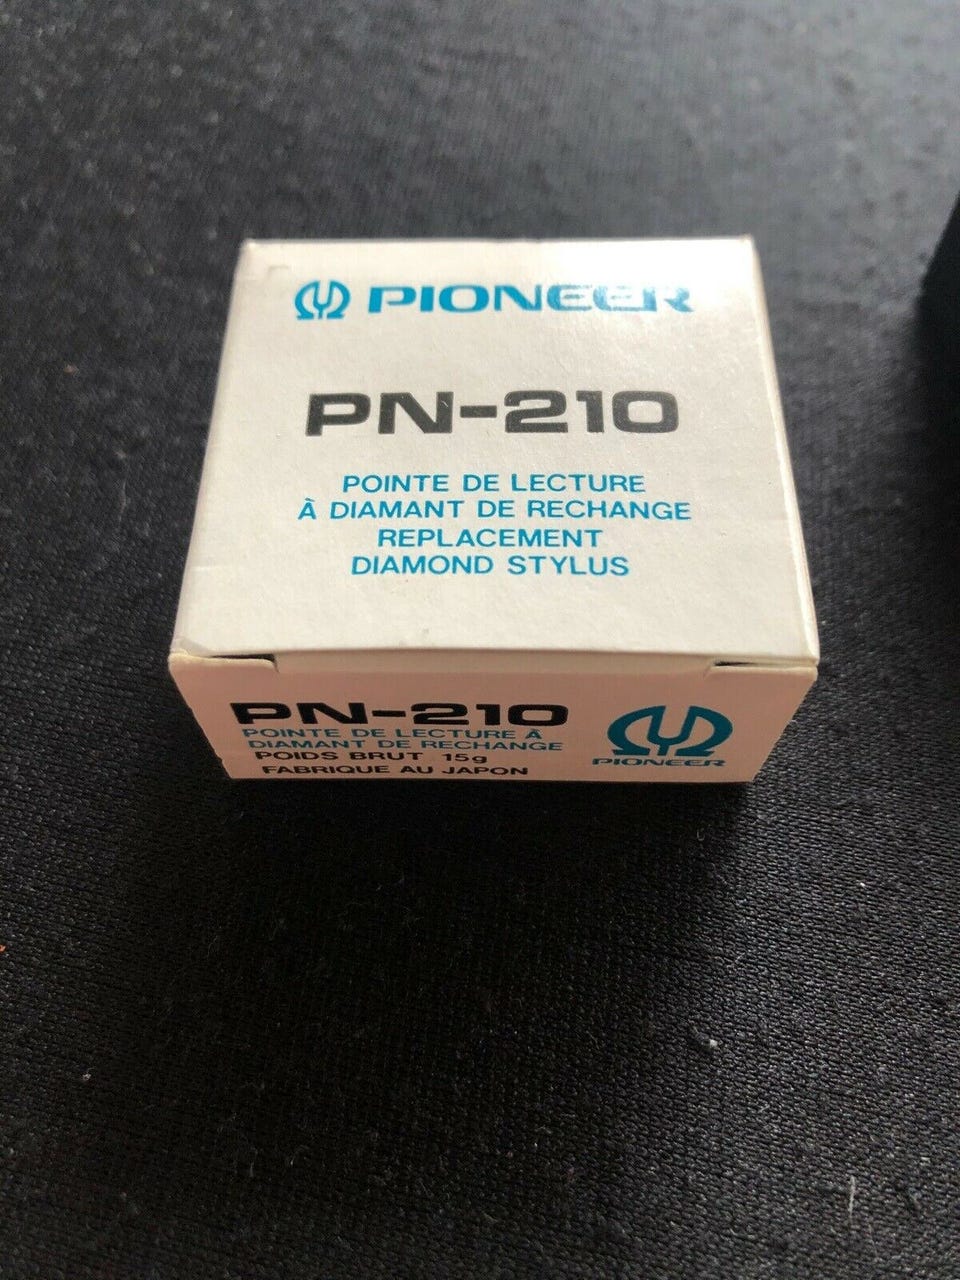 PIONEER
PN-210
POINTE DE LECTURE
À DIAMANT DE RECHANGE
REPLACEMENT
DIAMOND STYLUS
PN-210
POINTE DE LECTURE À
DIAMANT DE RECHANGE
POIDS BRUT 15g
FABRIQUE AU JAPON
PIONEER